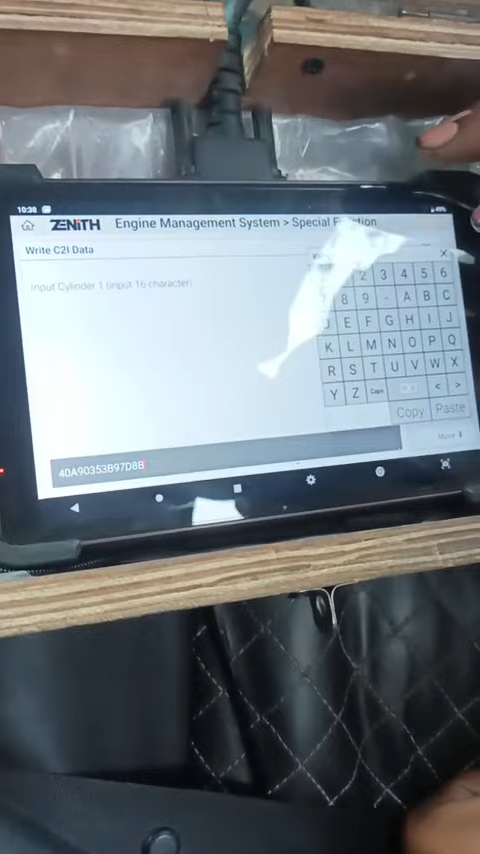 10:38
49%
ZENITH Engine Management System > Special Function
Write C2I Data
Input Cylinder 1 (input 16 character)
2 3 4 5 6
8 9 - A B C
D E F G H I J
K L M N O P Q
R S T U V W X
Y Z Caps < >
Copy Paste
More
40A90353B97D8B